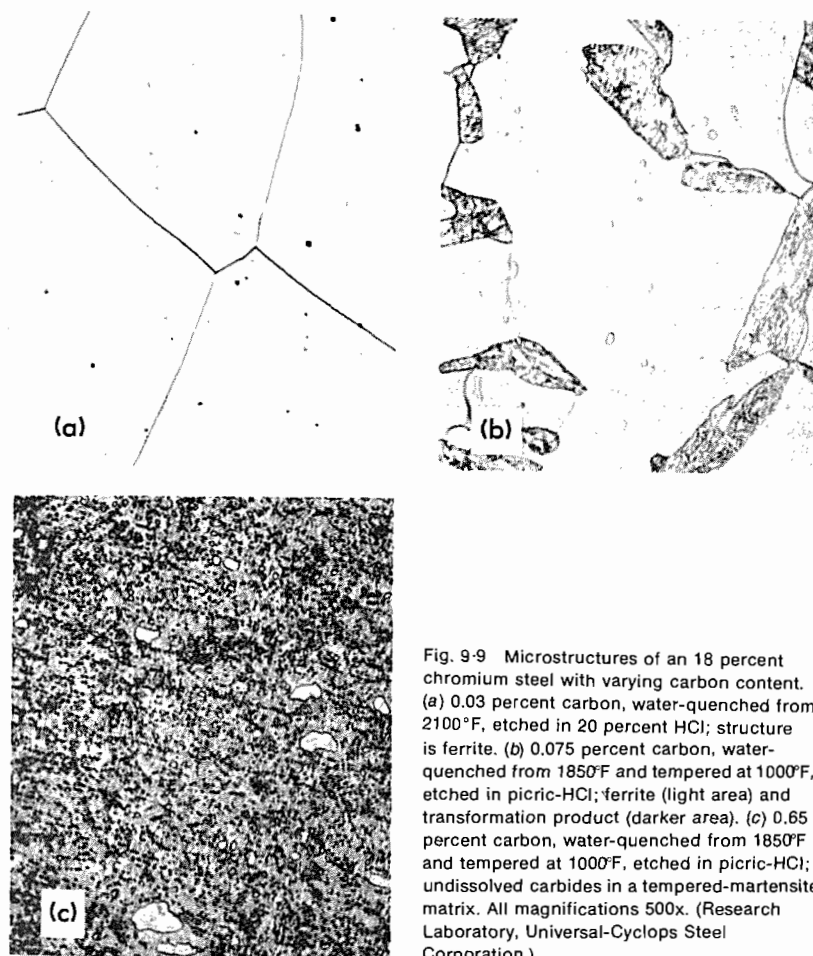 (a)
(b)
(c)
Fig. 9-9 Microstructures of an 18 percent
chromium steel with varying carbon content.
(a) 0.03 percent carbon, water-quenched from
2100°F, etched in 20 percent HCl; structure
is ferrite. (b) 0.075 percent carbon, water-
quenched from 1850°F and tempered at 1000°F,
etched in picric-HCl; ferrite (light area) and
transformation product (darker area). (c) 0.65
percent carbon, water-quenched from 1850°F
and tempered at 1000°F, etched in picric-HCl;
undissolved carbides in a tempered-martensite
matrix. All magnifications 500x. (Research
Laboratory, Universal-Cyclops Steel
Corporation.)